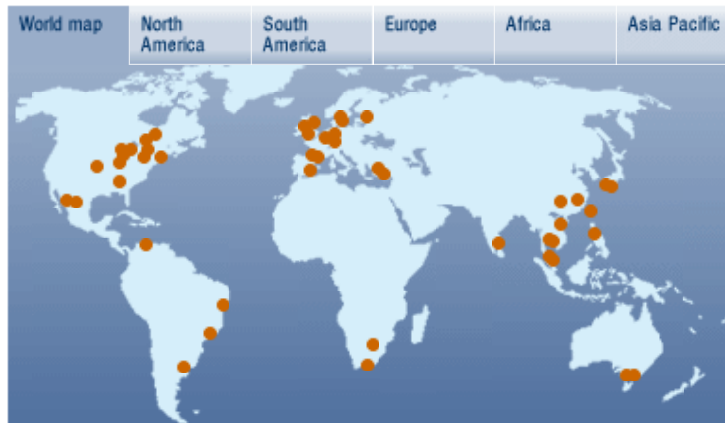 World map
North
America
South
America
Europe
Africa
Asia Pacific